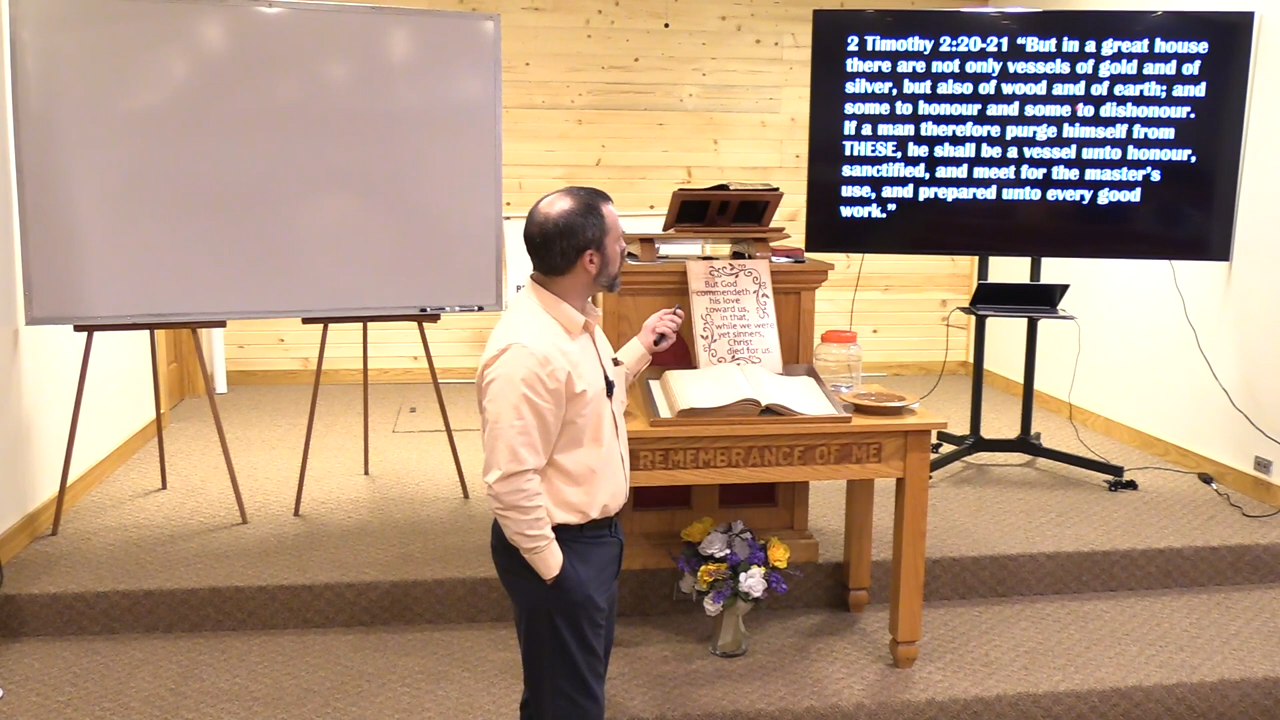 2 Timothy 2:20-21 “But in a great house
there are not only vessels of gold and of
silver, but also of wood and of earth; and
some to honour and some to dishonour.
If a man therefore purge himself from
THESE, he shall be a vessel unto honour,
sanctified, and meet for the master’s
use, and prepared unto every good
work.”
But God
commendeth
his love
toward us,
in that,
while we were
yet sinners,
Christ
died for us.
REMEMBRANCE OF ME